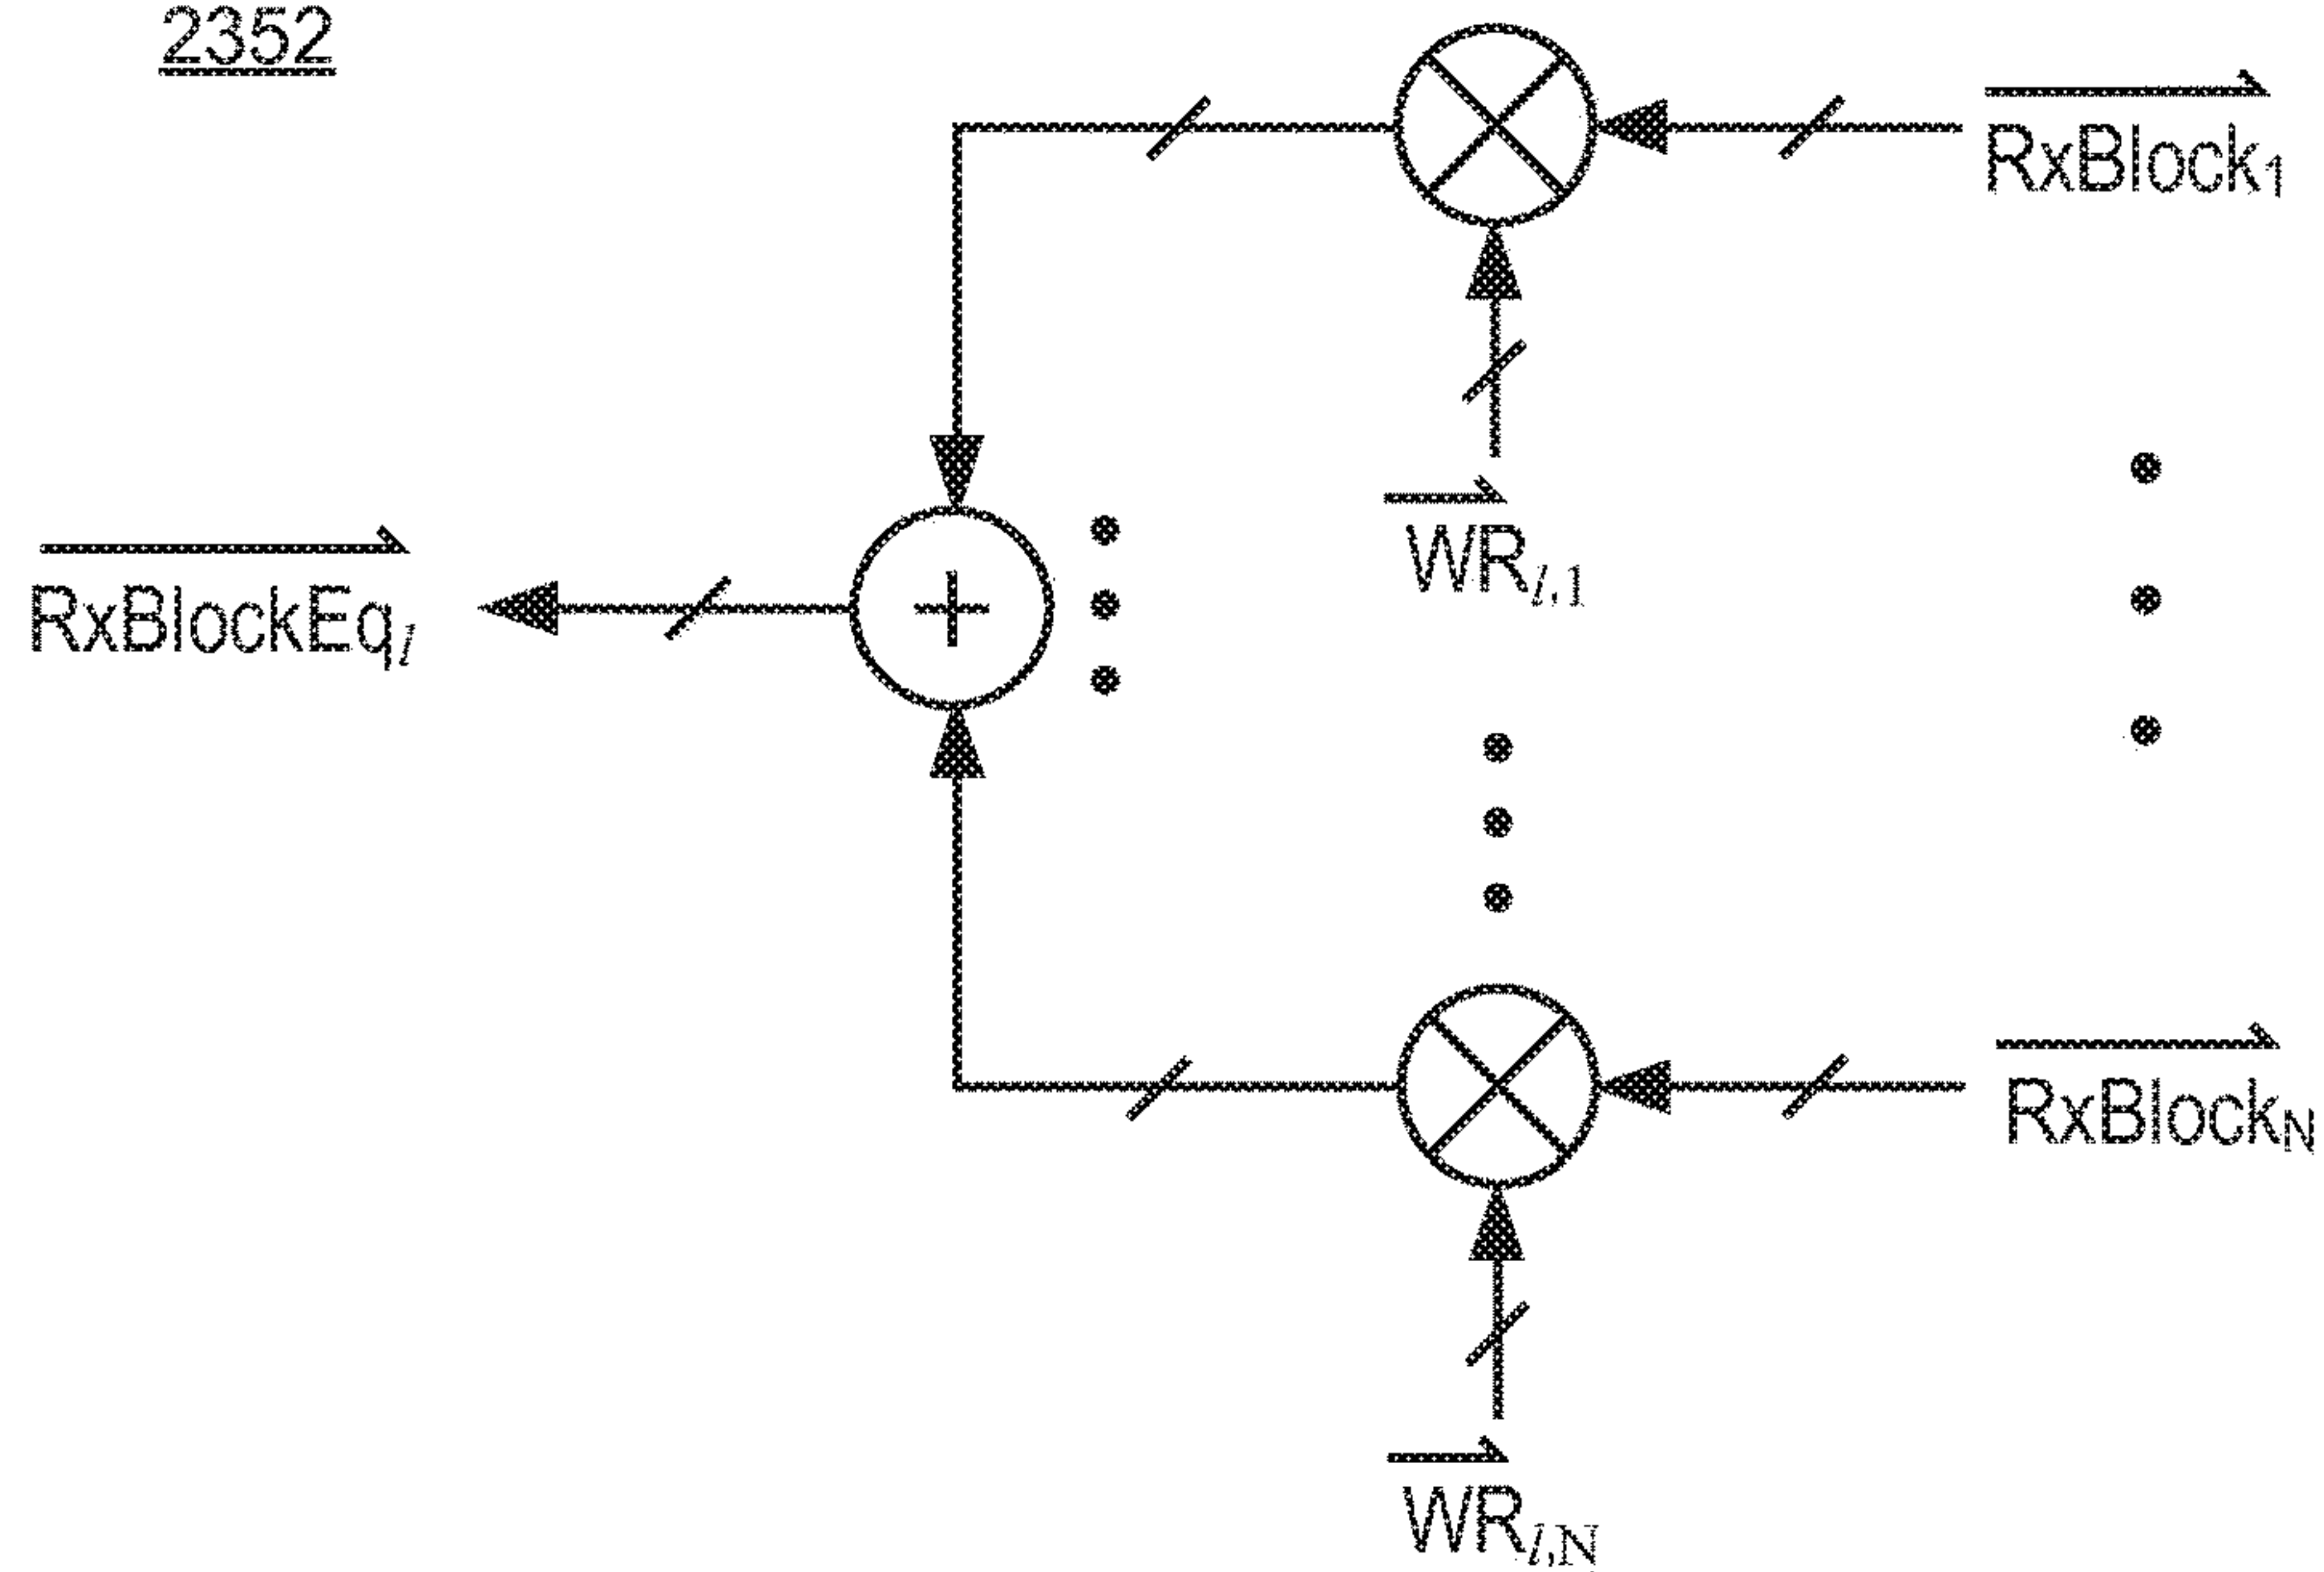 2352
RxBlock1
WRl,1
RxBlockEql
+
RxBlockN
WRl,N